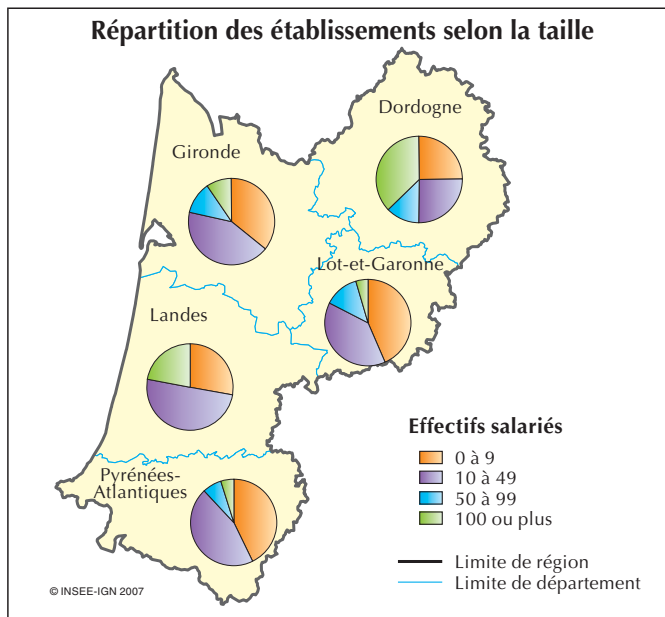 Répartition des établissements selon la taille
Dordogne
Gironde
Lot-et-Garonne
Landes
Pyrénées-
Atlantiques
Effectifs salariés
0 à 9
10 à 49
50 à 99
100 ou plus
Limite de région
Limite de département
© INSEE-IGN 2007